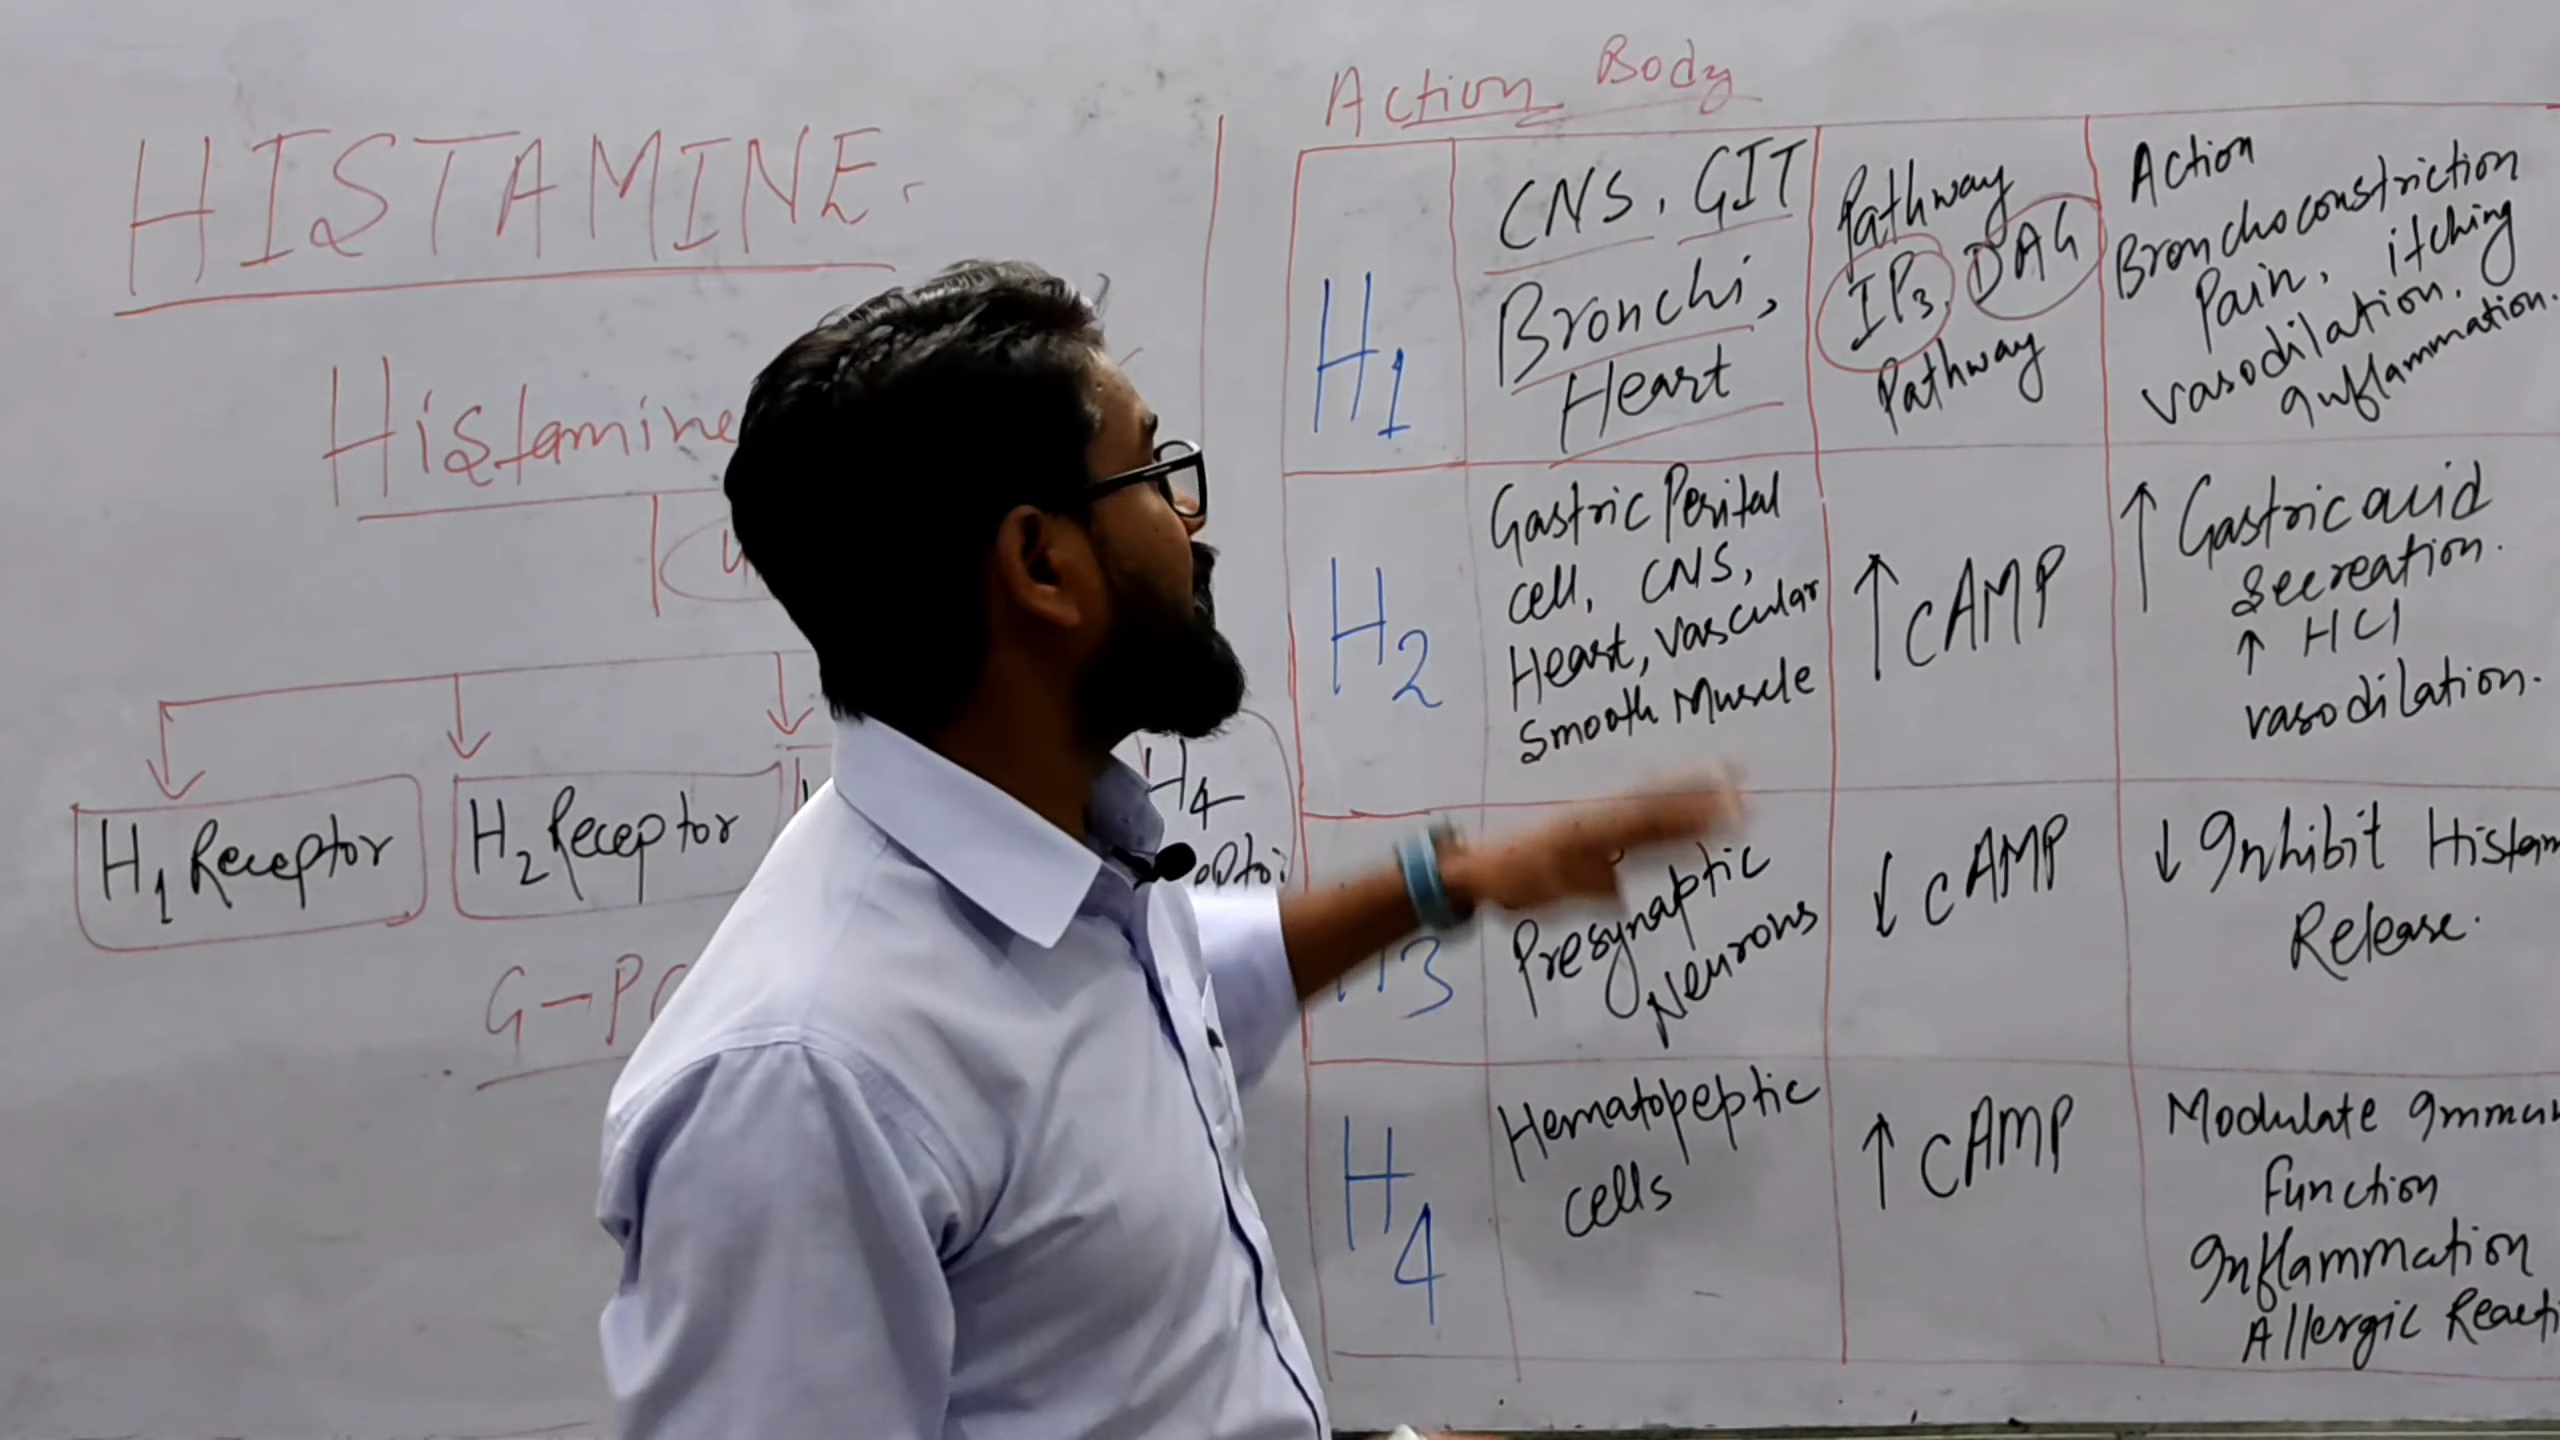 HISTAMINE.
Histamine
H1 Receptor
H2 Receptor
H4
Action Body
H1
CNS, GIT
Bronchi,
Heart
Pathway
IP3, DAG
Pathway
Action
Bronchoconstriction
Pain, itching
vasodilation.
Inflammation.
H2
Gastric Perital
cell, CNS,
Heart, vascular
Smooth Muscle
↑ cAMP
↑ Gastric acid
Secreation.
↑ HCl
vasodilation.
H3
Presynaptic
Neurons
↓ cAMP
↓ Inhibit Histam
Release.
H4
Hematopeptic
cells
↑ cAMP
Modulate Immun
Function
Inflammation
Allergic Reacti